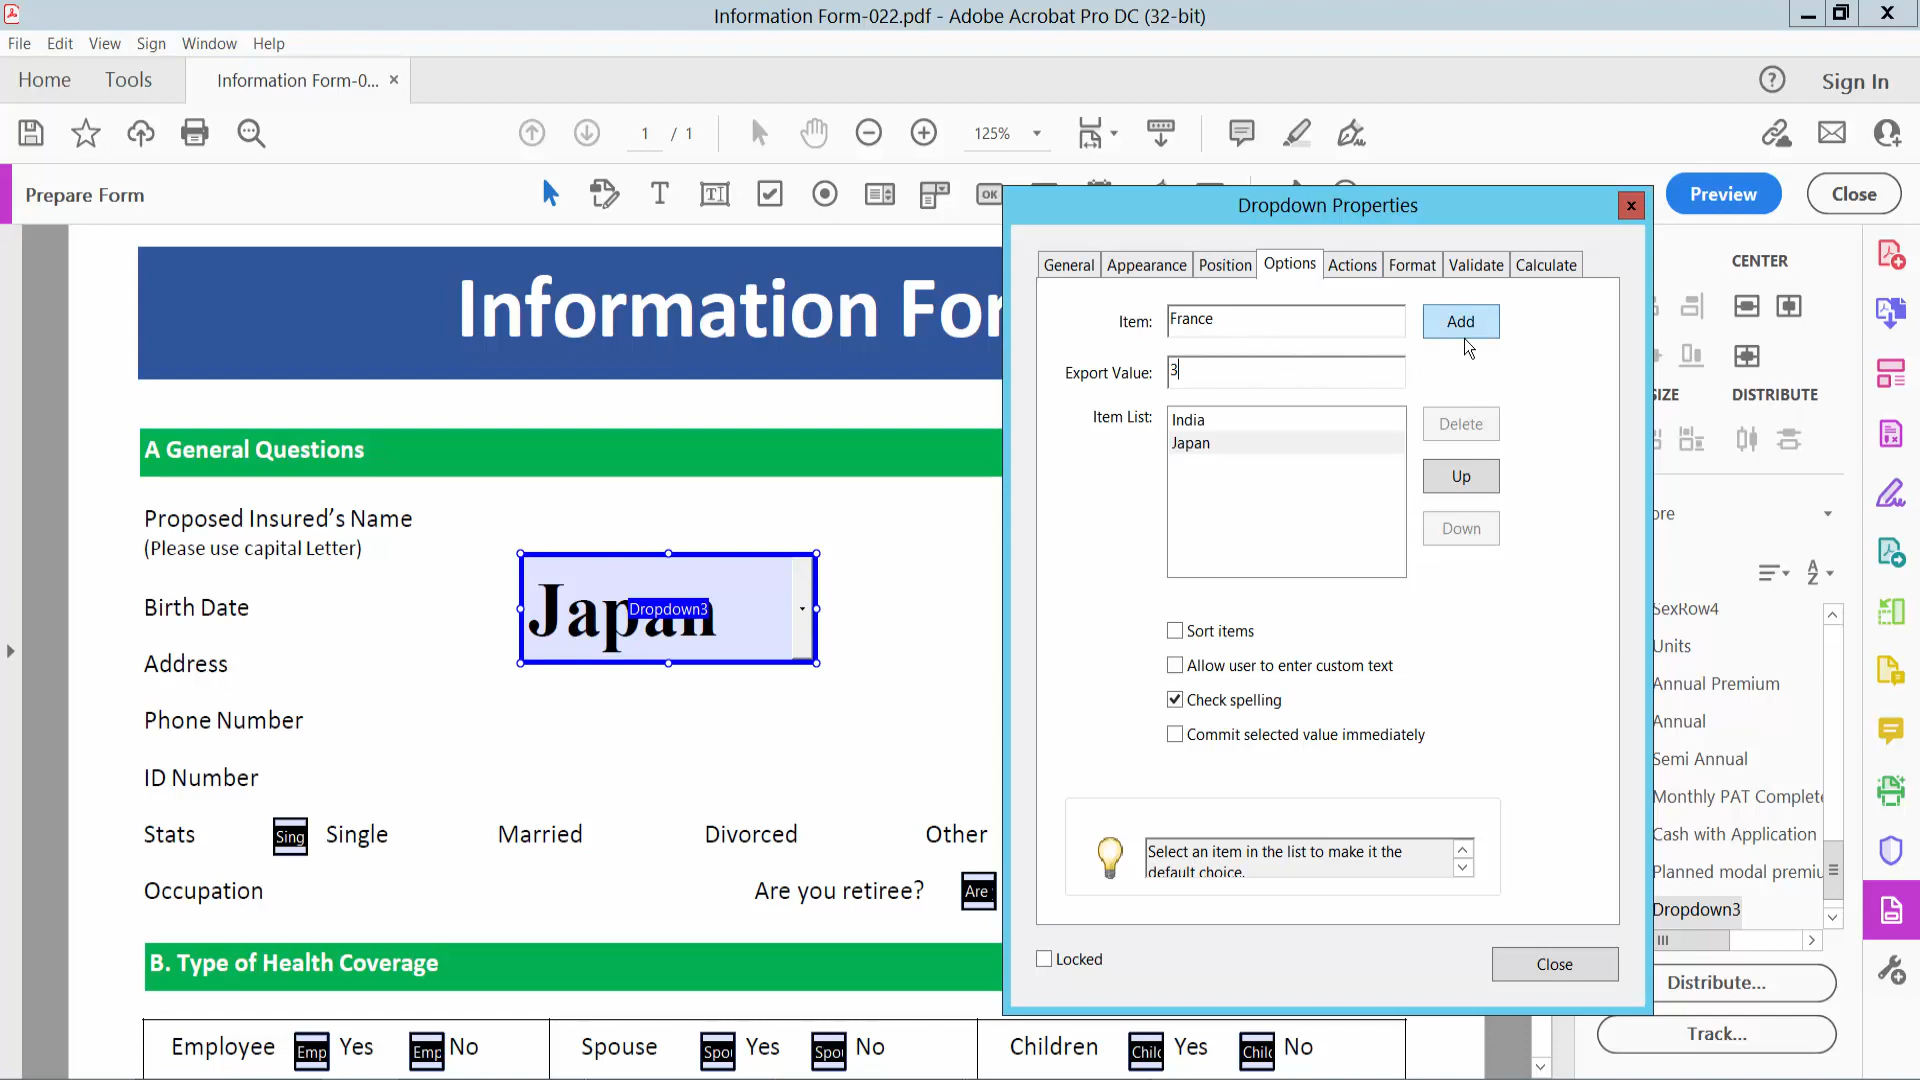 Information Form-022.pdf - Adobe Acrobat Pro DC (32-bit)
File Edit View Sign Window Help
Home Tools Information Form-0... × Sign In
1 / 1 125%
Prepare Form
OK
Preview Close
Dropdown Properties
General Appearance Position Options Actions Format Validate Calculate
Item: France Add
Export Value: 3
Item List: India
Japan
Delete
Up
Down
Sort items
Allow user to enter custom text
Check spelling
Commit selected value immediately
Select an item in the list to make it the
default choice.
Locked
Close
Information For
A General Questions
Proposed Insured's Name
(Please use capital Letter)
Birth Date
Japan
Dropdown3
Address
Phone Number
ID Number
Stats Sing Single Married Divorced Other
Occupation Are you retiree? Are
B. Type of Health Coverage
Employee Emp Yes Emp No Spouse Spo Yes Spo No Children Chilc Yes Chilc No
CENTER
IZE DISTRIBUTE
ore
SexRow4
Units
Annual Premium
Annual
Semi Annual
Monthly PAT Complete
Cash with Application
Planned modal premiu
Dropdown3
Distribute...
Track...